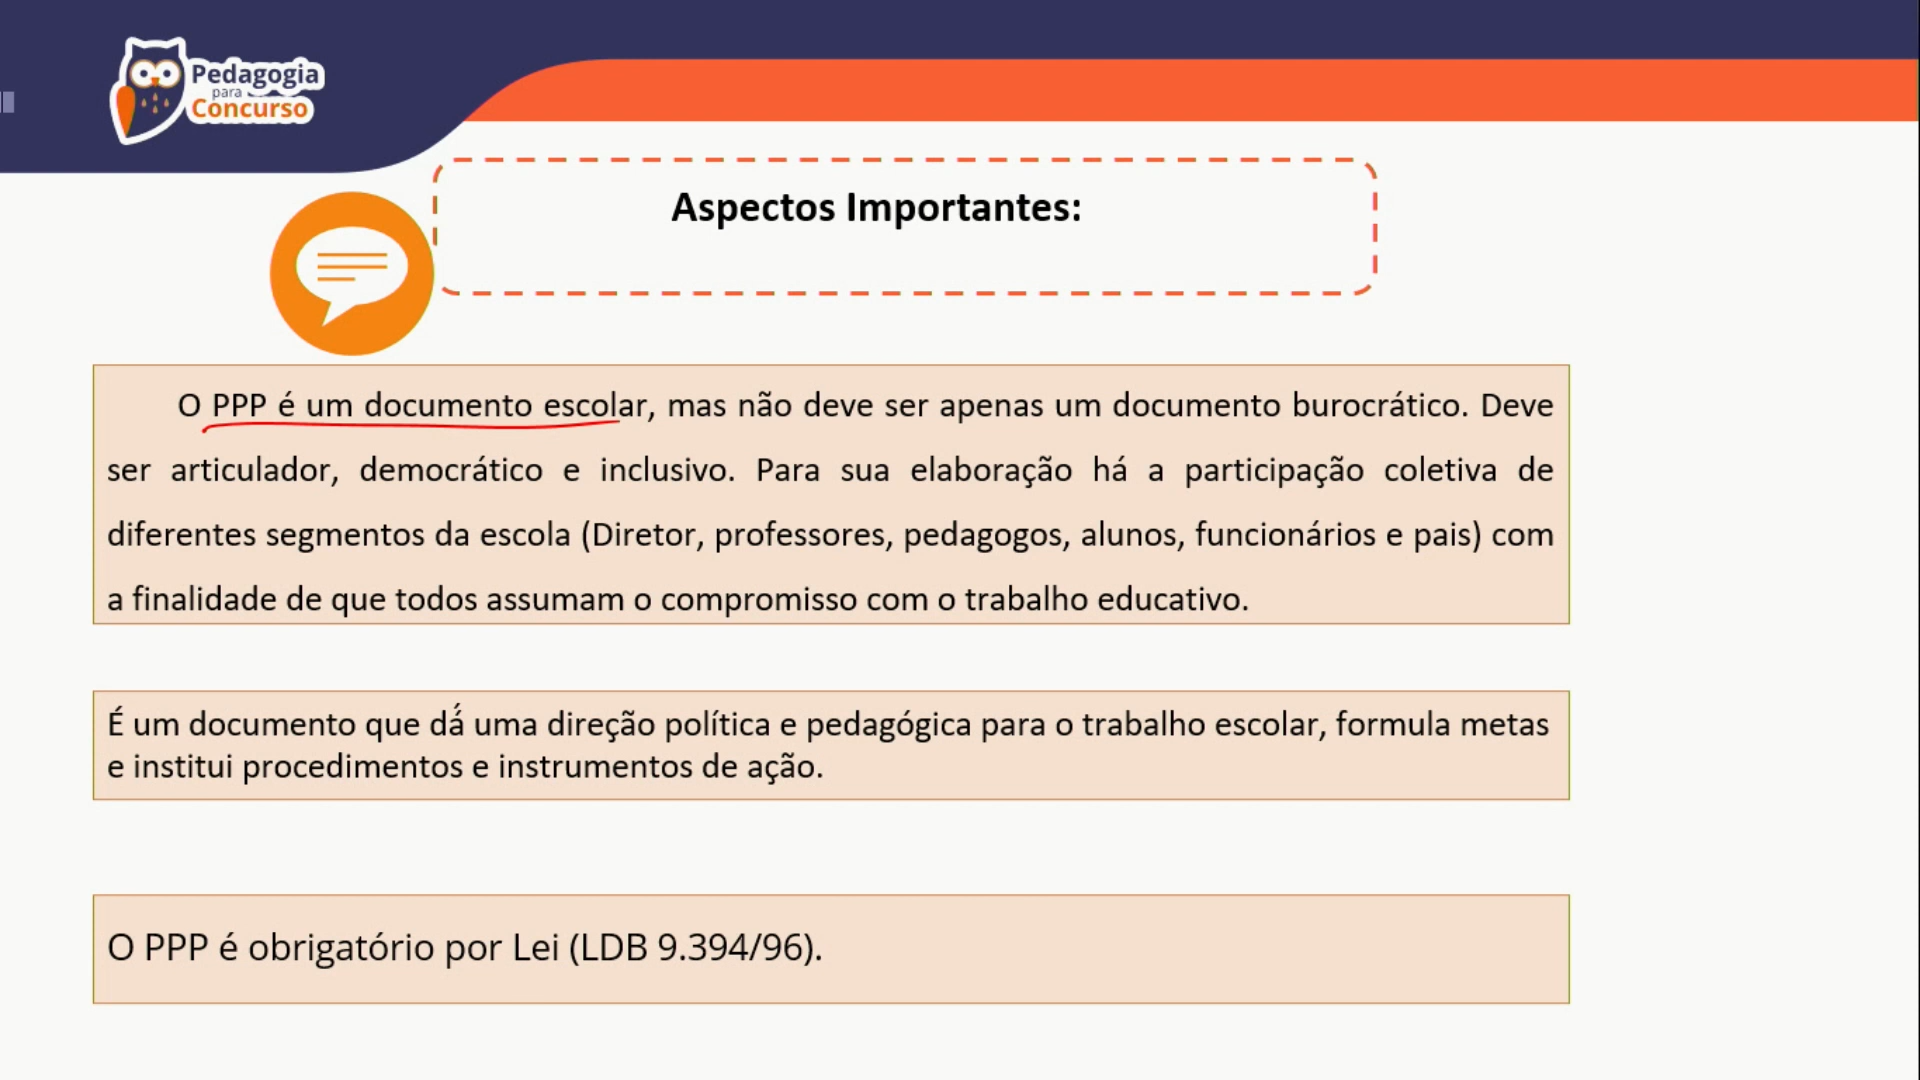 Pedagogia
para
Concurso
Aspectos Importantes:
O PPP é um documento escolar, mas não deve ser apenas um documento burocrático. Deve
ser articulador, democrático e inclusivo. Para sua elaboração há a participação coletiva de
diferentes segmentos da escola (Diretor, professores, pedagogos, alunos, funcionários e pais) com
a finalidade de que todos assumam o compromisso com o trabalho educativo.
É um documento que dá́ uma direção política e pedagógica para o trabalho escolar, formula metas
e institui procedimentos e instrumentos de ação.
O PPP é obrigatório por Lei (LDB 9.394/96).